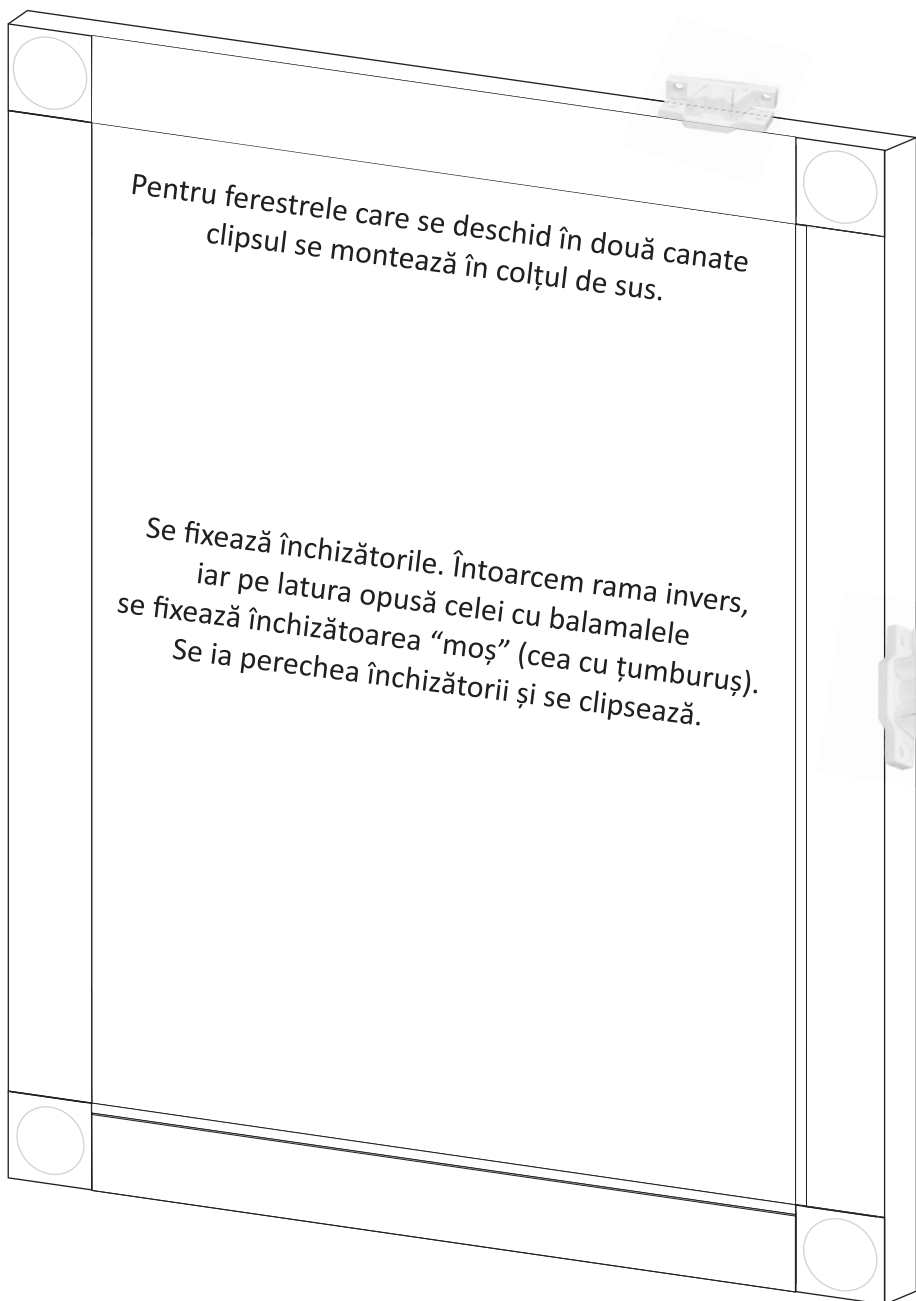 Pentru ferestrele care se deschid în două canate
clipsul se montează în colțul de sus.
Se fixează închizătorile. Întoarcem rama invers,
iar pe latura opusă celei cu balamalele
se fixează închizătoarea “moș” (cea cu țumburuș).
Se ia perechea închizătorii și se clipsează.